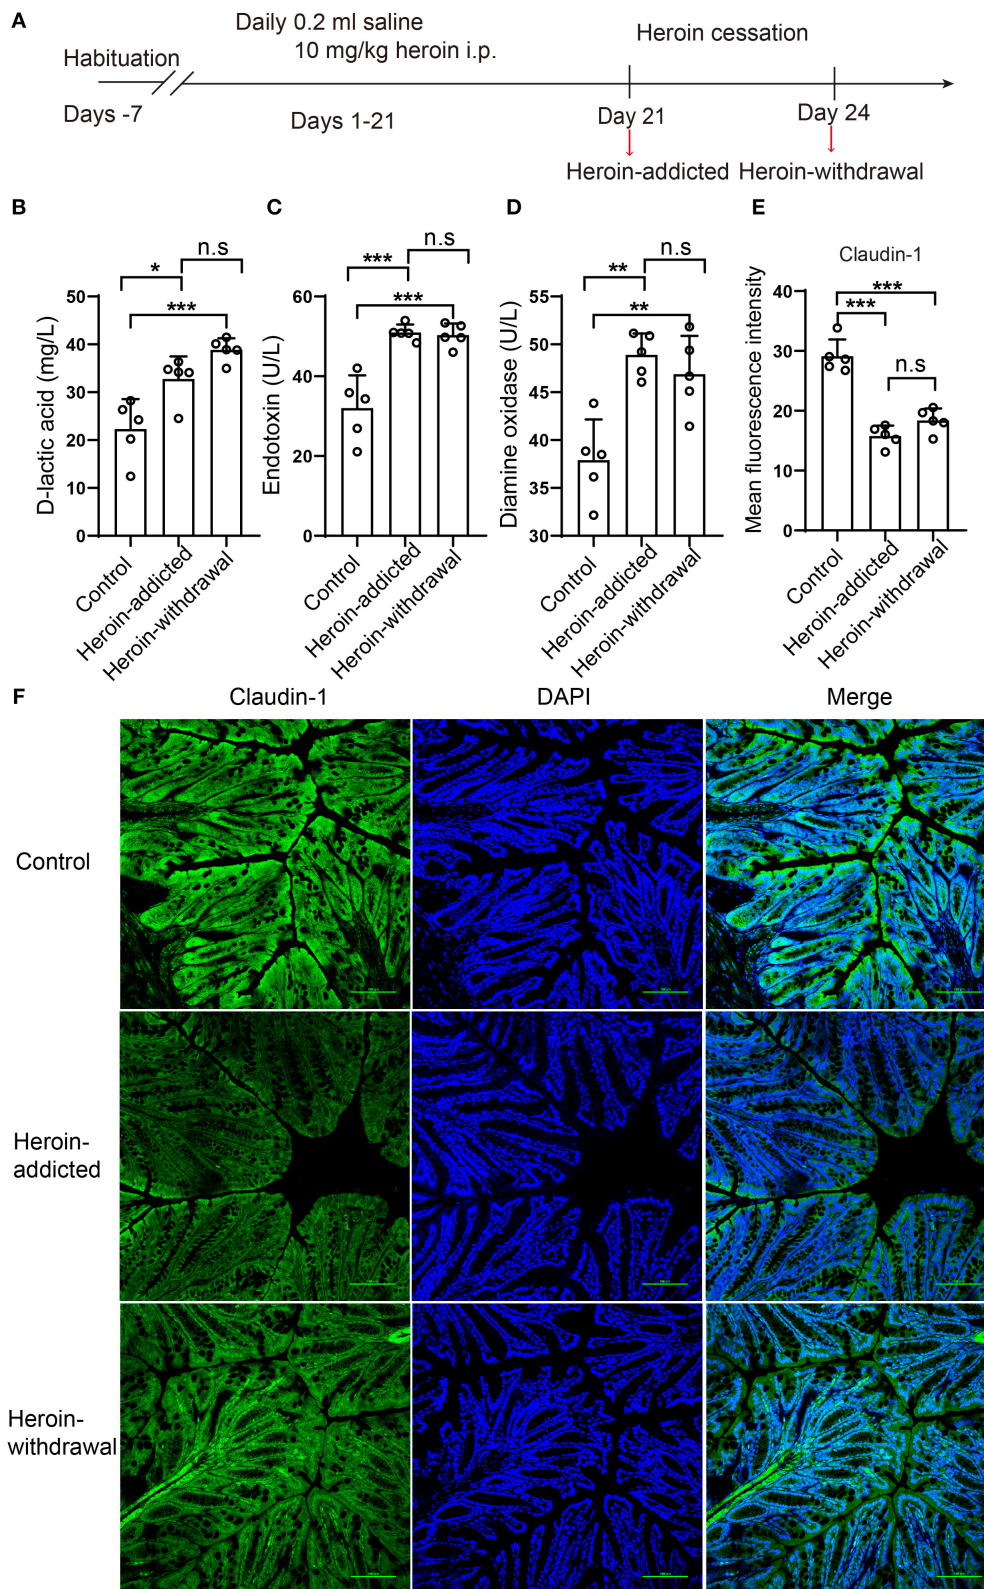 A
Daily 0.2 ml saline
10 mg/kg heroin i.p.
Heroin cessation
Habituation
Days -7
Days 1-21
Day 21
Day 24
Heroin-addicted
Heroin-withdrawal
B
n.s
*
***
50
40
30
20
10
0
D-lactic acid (mg/L)
Control
Heroin-addicted
Heroin-withdrawal
C
n.s
***
***
60
40
20
0
Endotoxin (U/L)
Control
Heroin-addicted
Heroin-withdrawal
D
n.s
**
**
55
50
45
40
35
30
Diamine oxidase (U/L)
Control
Heroin-addicted
Heroin-withdrawal
E
Claudin-1
***
***
n.s
40
30
20
10
0
Mean fluorescence intensity
Control
Heroin-addicted
Heroin-withdrawal
F
Claudin-1
DAPI
Merge
Control
Heroin-
addicted
Heroin-
withdrawal